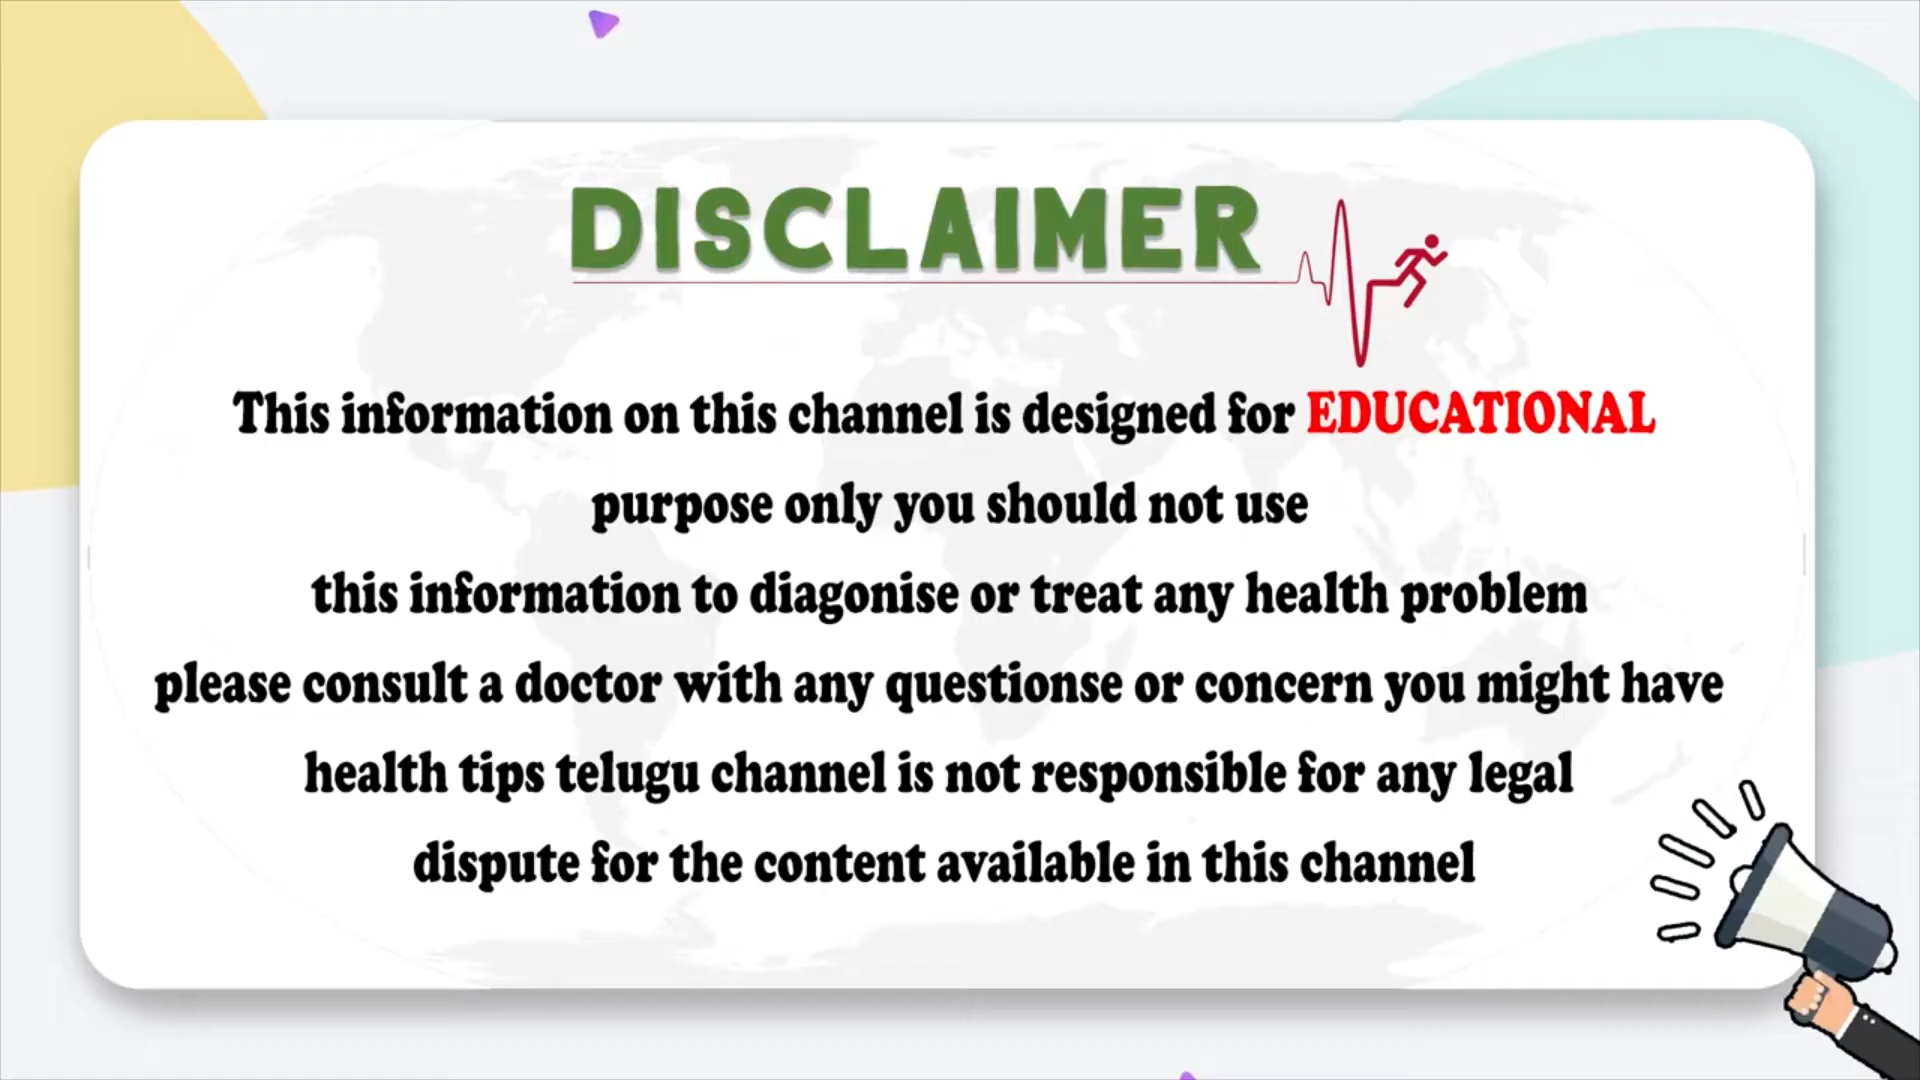 DISCLAIMER
This information on this channel is designed for EDUCATIONAL
purpose only you should not use
this information to diagonise or treat any health problem
please consult a doctor with any questionse or concern you might have
health tips telugu channel is not responsible for any legal
dispute for the content available in this channel